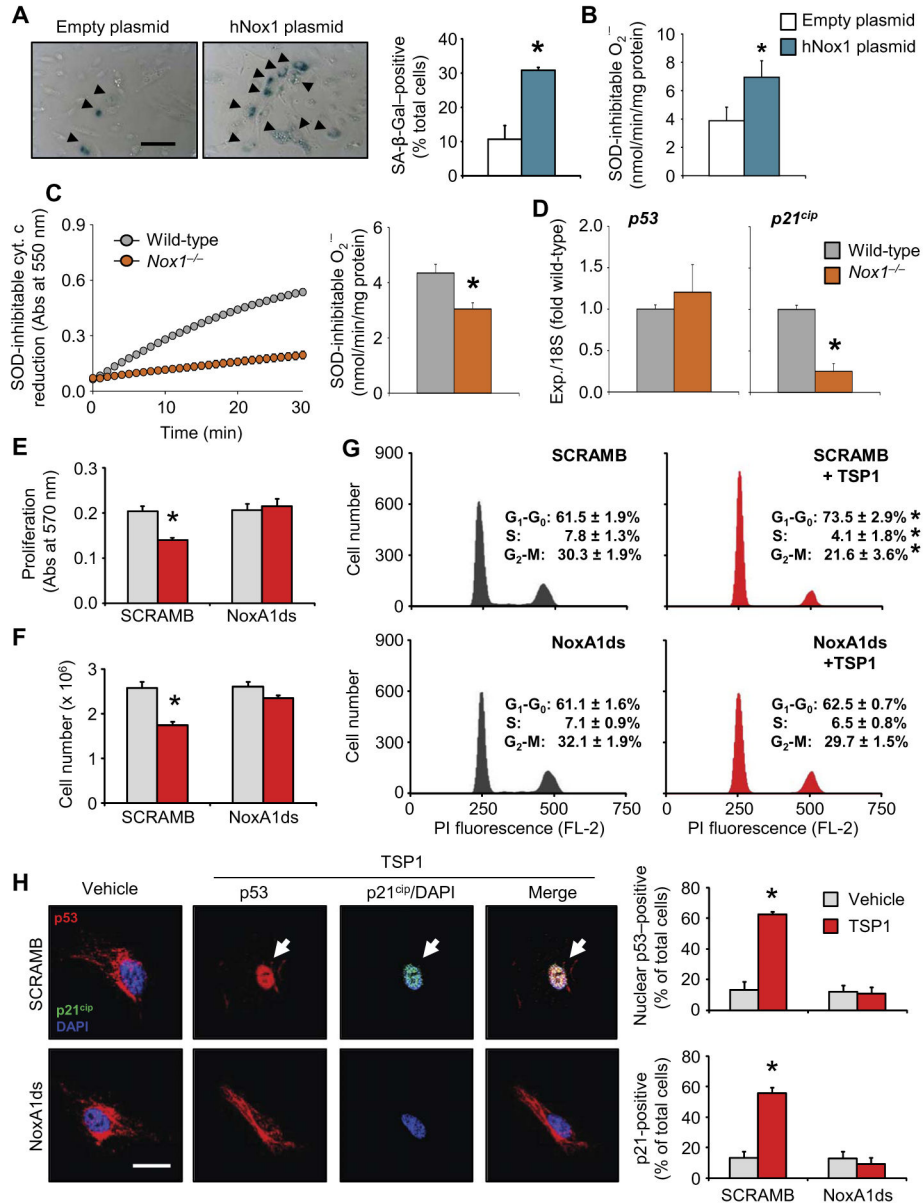 A
Empty plasmid
hNox1 plasmid
SA-β-Gal–positive
(% total cells)
40
30
20
10
0
*
B
Empty plasmid
hNox1 plasmid
SOD-inhibitable O₂·⁻
(nmol/min/mg protein)
10
8
6
4
2
0
*
C
SOD-inhibitable cyt. c
reduction (Abs at 550 nm)
0.9
0.6
0.3
0.0
0
10
20
30
Time (min)
Wild-type
Nox1⁻/⁻
SOD-inhibitable O₂·⁻
(nmol/min/mg protein)
6
4
2
0
*
D
p53
p21ᶜⁱᵖ
Exp./18S (fold wild-type)
2.0
1.5
1.0
0.5
0.0
Wild-type
Nox1⁻/⁻
*
E
Proliferation
(Abs at 570 nm)
0.3
0.2
0.1
0
*
SCRAMB
NoxA1ds
F
Cell number (x 10⁶)
3
2
1
0
*
SCRAMB
NoxA1ds
G
Cell number
900
600
300
0
SCRAMB
G₁-G₀: 61.5 ± 1.9%
S: 7.8 ± 1.3%
G₂-M: 30.3 ± 1.9%
SCRAMB
+ TSP1
G₁-G₀: 73.5 ± 2.9% *
S: 4.1 ± 1.8% *
G₂-M: 21.6 ± 3.6% *
Cell number
900
600
300
0
NoxA1ds
G₁-G₀: 61.1 ± 1.6%
S: 7.1 ± 0.9%
G₂-M: 32.1 ± 1.9%
0
250
500
750
PI fluorescence (FL-2)
NoxA1ds
+TSP1
G₁-G₀: 62.5 ± 0.7%
S: 6.5 ± 0.8%
G₂-M: 29.7 ± 1.5%
0
250
500
750
PI fluorescence (FL-2)
H
TSP1
Vehicle
p53
p21ᶜⁱᵖ/DAPI
Merge
SCRAMB
p53
p21ᶜⁱᵖ
DAPI
NoxA1ds
Nuclear p53–positive
(% of total cells)
80
60
40
20
0
*
Vehicle
TSP1
p21-positive
(% of total cells)
80
60
40
20
0
*
SCRAMB
NoxA1ds